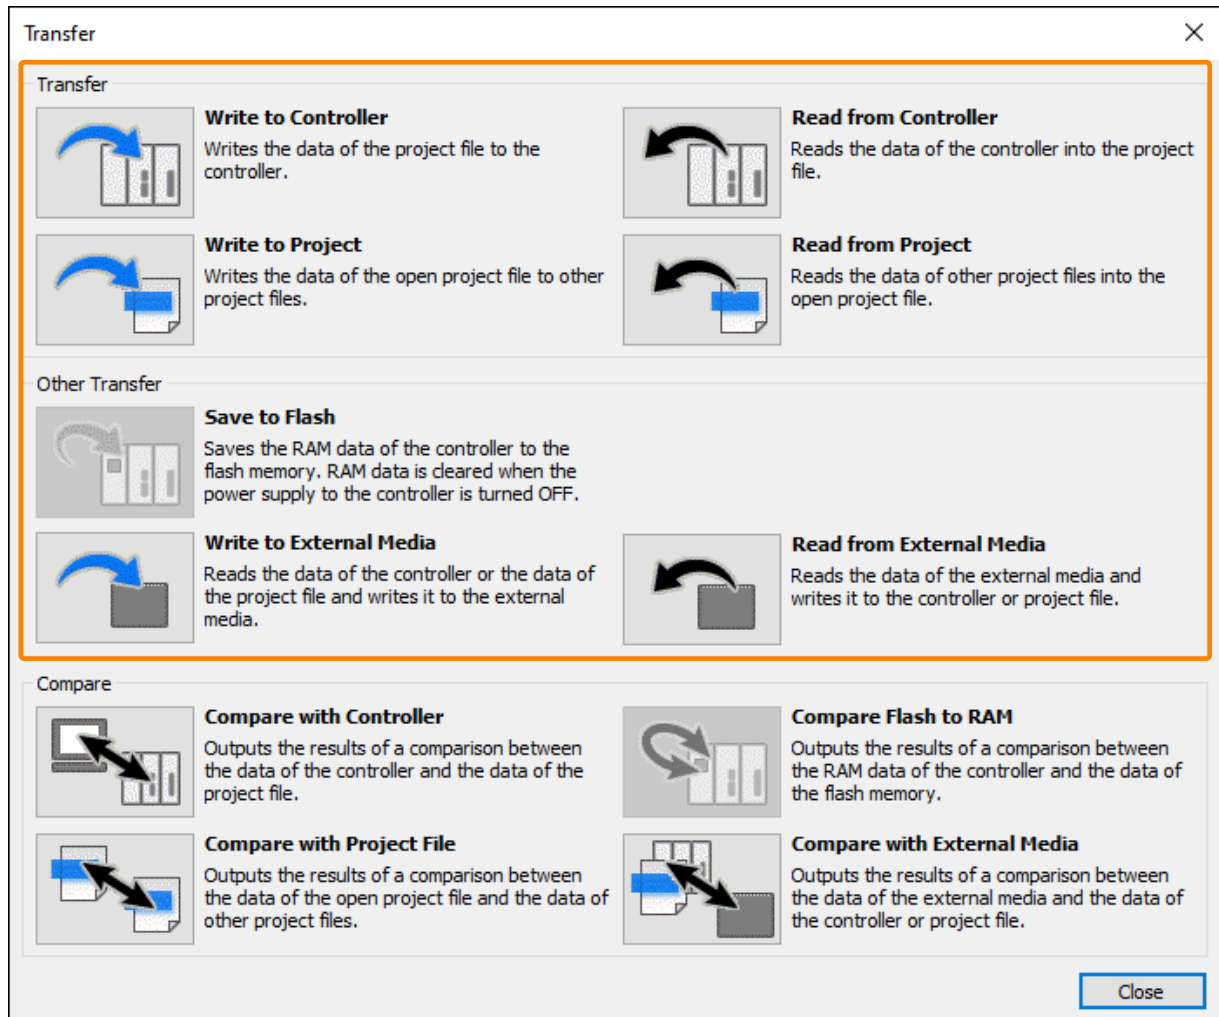 Transfer
Transfer
Write to Controller
Writes the data of the project file to the
controller.
Read from Controller
Reads the data of the controller into the project
file.
Write to Project
Writes the data of the open project file to other
project files.
Read from Project
Reads the data of other project files into the
open project file.
Other Transfer
Save to Flash
Saves the RAM data of the controller to the
flash memory. RAM data is cleared when the
power supply to the controller is turned OFF.
Write to External Media
Reads the data of the controller or the data of
the project file and writes it to the external
media.
Read from External Media
Reads the data of the external media and
writes it to the controller or project file.
Compare
Compare with Controller
Outputs the results of a comparison between
the data of the controller and the data of the
project file.
Compare Flash to RAM
Outputs the results of a comparison between
the RAM data of the controller and the data of
the flash memory.
Compare with Project File
Outputs the results of a comparison between
the data of the open project file and the data of
other project files.
Compare with External Media
Outputs the results of a comparison between
the data of the external media and the data of
the controller or project file.
Close